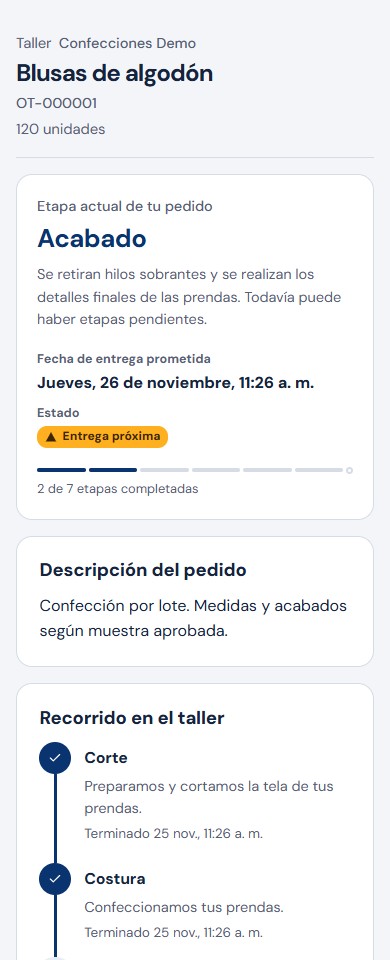 Taller Confecciones Demo
Blusas de algodón
OT-000001
120 unidades
Etapa actual de tu pedido
Acabado
Se retiran hilos sobrantes y se realizan los
detalles finales de las prendas. Todavía puede
haber etapas pendientes.
Fecha de entrega prometida
Jueves, 26 de noviembre, 11:26 a. m.
Estado
Entrega próxima
2 de 7 etapas completadas
Descripción del pedido
Confección por lote. Medidas y acabados
según muestra aprobada.
Recorrido en el taller
Corte
Preparamos y cortamos la tela de tus
prendas.
Terminado 25 nov., 11:26 a. m.
Costura
Confeccionamos tus prendas.
Terminado 25 nov., 11:26 a. m.